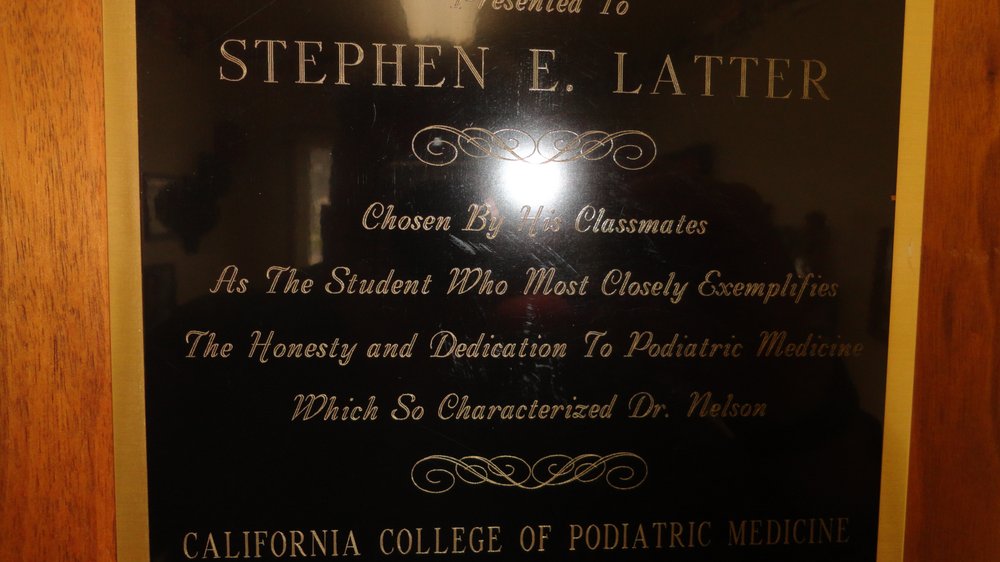 Presented To
STEPHEN E. LATTER
Chosen By His Classmates
As The Student Who Most Closely Exemplifies
The Honesty and Dedication To Podiatric Medicine
Which So Characterized Dr. Nelson
CALIFORNIA COLLEGE OF PODIATRIC MEDICINE